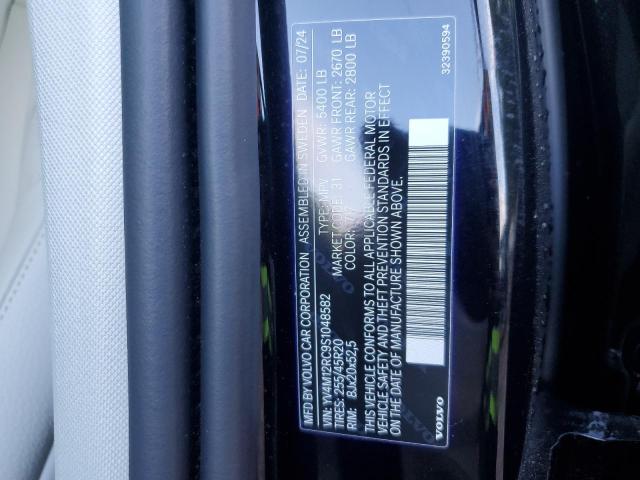 MFD BY VOLVO CAR CORPORATION ASSEMBLED IN SWEDEN DATE: 07/24
VIN: YV4M12RC9S1048582 TYPE: MPV GVWR: 5400 LB
TIRES: 255/45R20 MARKET CODE: 31 GAWR FRONT: 2670 LB
RIM: 8Jx20x52,5 COLOR: GAWR REAR: 2800 LB
THIS VEHICLE CONFORMS TO ALL APPLICABLE FEDERAL MOTOR
VEHICLE SAFETY AND THEFT PREVENTION STANDARDS IN EFFECT
ON DATE OF MANUFACTURE SHOWN ABOVE.
VOLVO 32390594